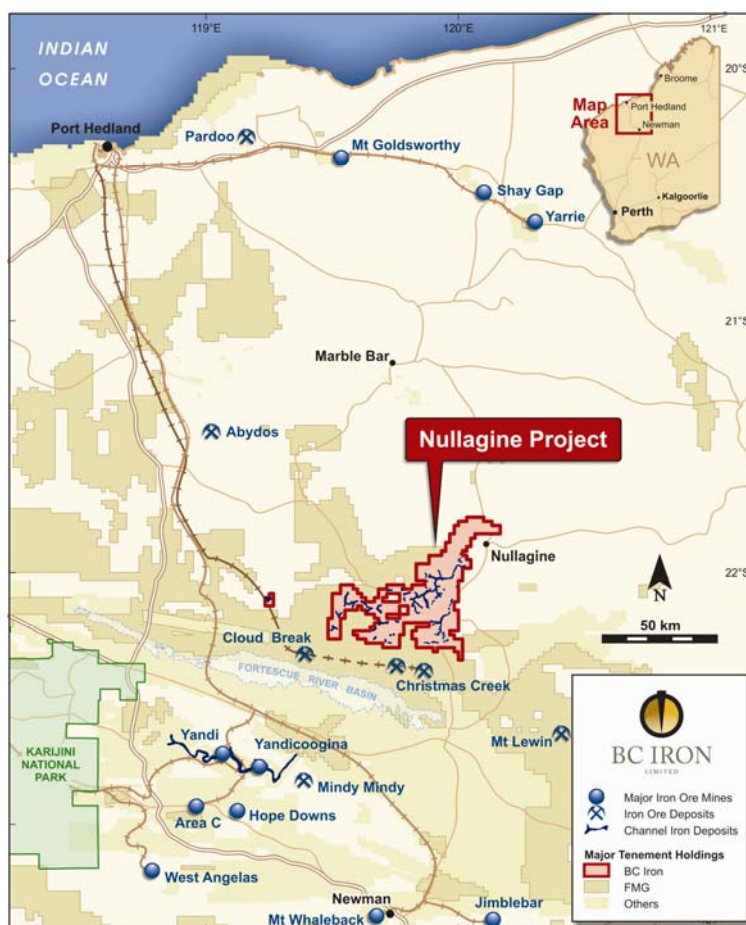 119°E
120°E
121°E
INDIAN
OCEAN
20°S
Broome
Port Hedland
Map
Area
Newman
WA
Kalgoorlie
Perth
Port Hedland
Pardoo
Mt Goldsworthy
Shay Gap
Yarrie
21°S
Marble Bar
Abydos
Nullagine Project
Nullagine
22°S
N
50 km
Cloud Break
FORTESCUE RIVER BASIN
Christmas Creek
KARIJINI
NATIONAL
PARK
Yandi
Yandicoogina
Mt Lewin
Mindy Mindy
Area C
Hope Downs
West Angelas
Newman
Mt Whaleback
Jimblebar
BC IRON
LIMITED
Major Iron Ore Mines
Iron Ore Deposits
Channel Iron Deposits
Major Tenement Holdings
BC Iron
FMG
Others